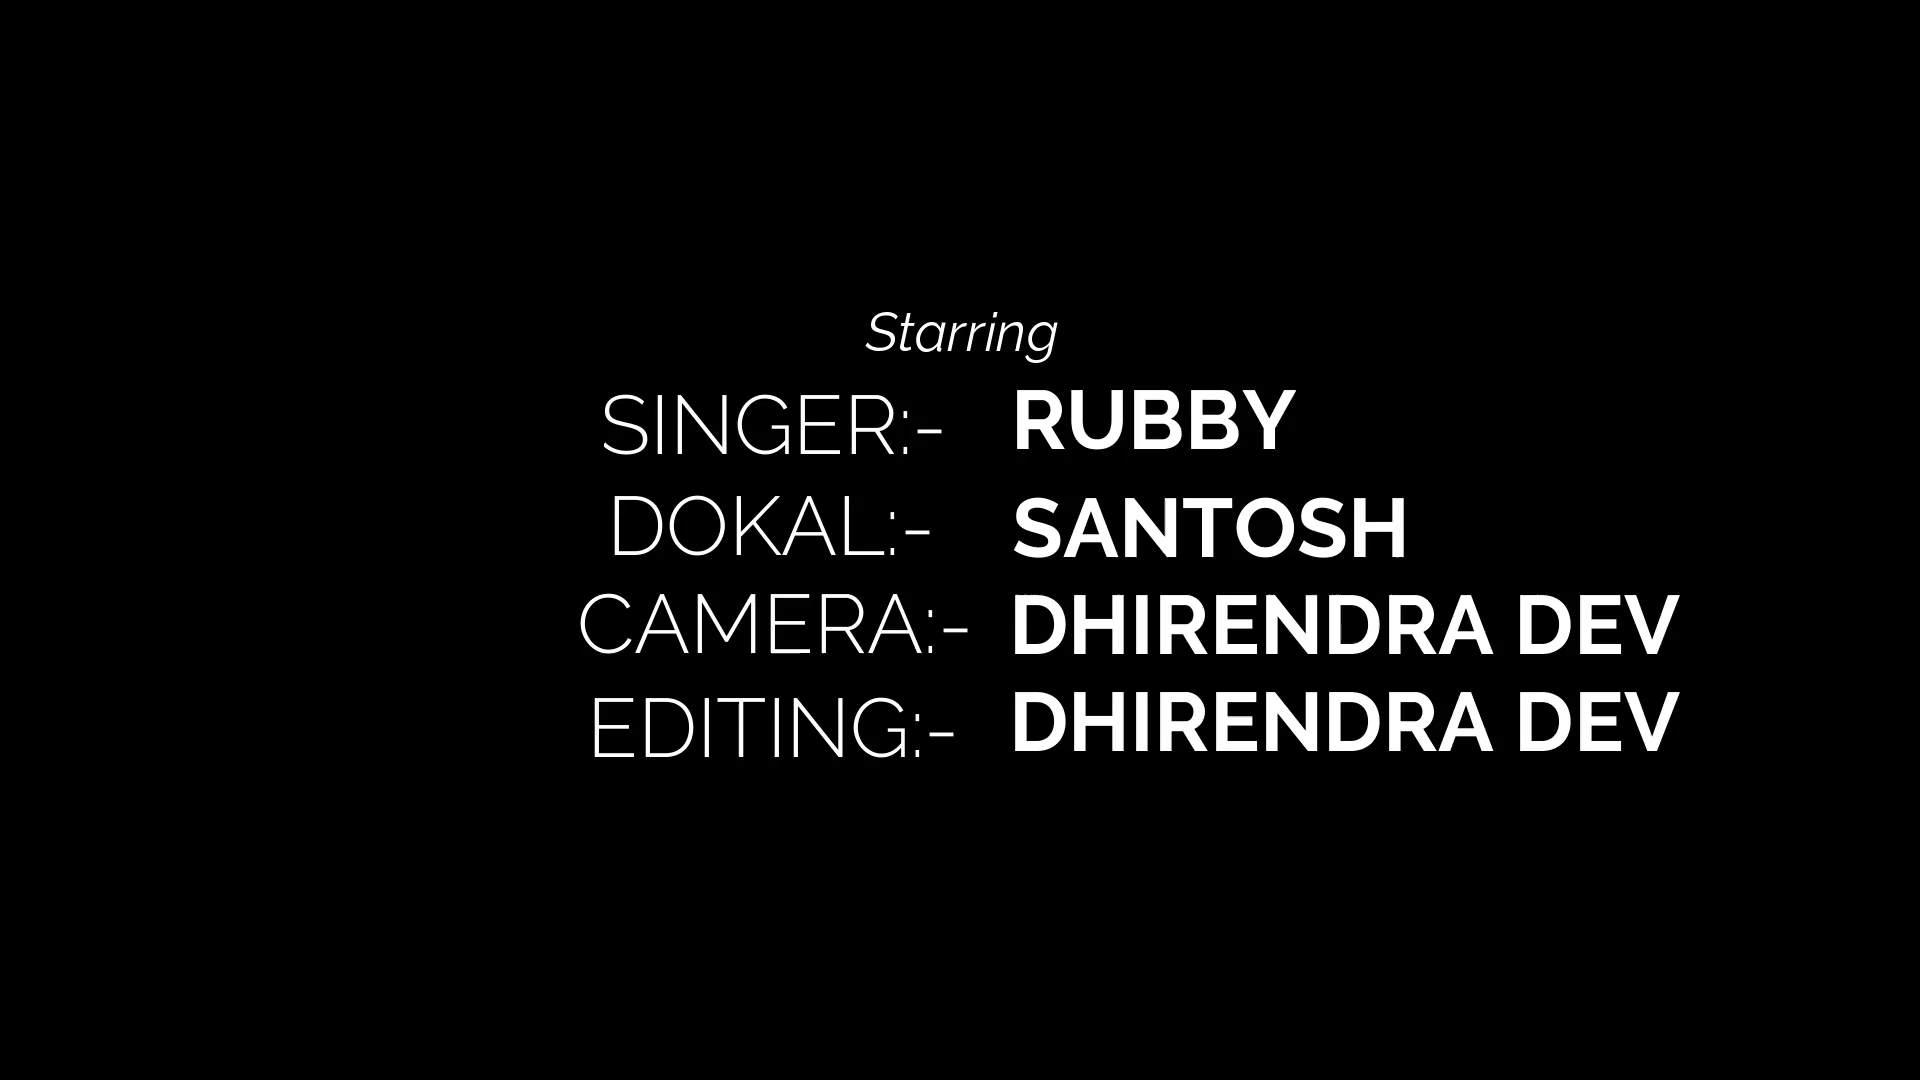 Starring
SINGER:- RUBBY
DOKAL:- SANTOSH
CAMERA:- DHIRENDRA DEV
EDITING:- DHIRENDRA DEV